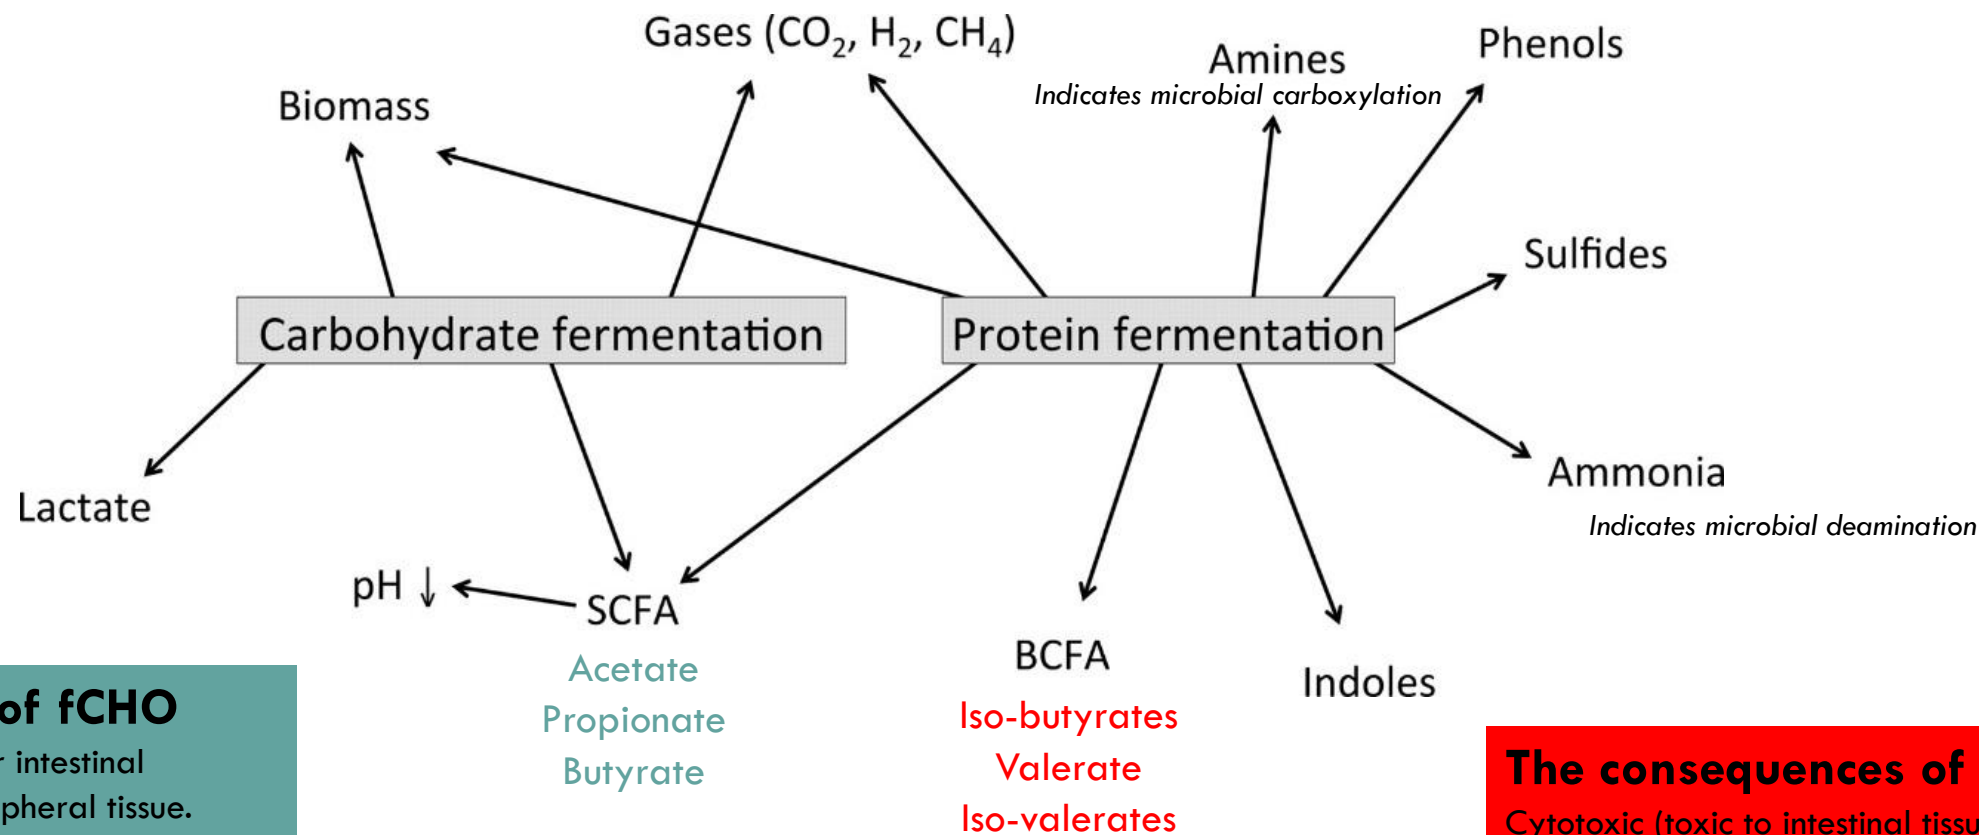 Gases (CO₂, H₂, CH₄)
Phenols
Amines
Indicates microbial carboxylation
Biomass
Sulfides
Carbohydrate fermentation
Protein fermentation
Ammonia
Lactate
Indicates microbial deamination
pH ↓
SCFA
BCFA
Indoles
Acetate
Propionate
Butyrate
Iso-butyrates
Valerate
Iso-valerates
of fCHO
intestinal
pheral tissue.
The consequences of
Cytotoxic (toxic to intestinal tissu